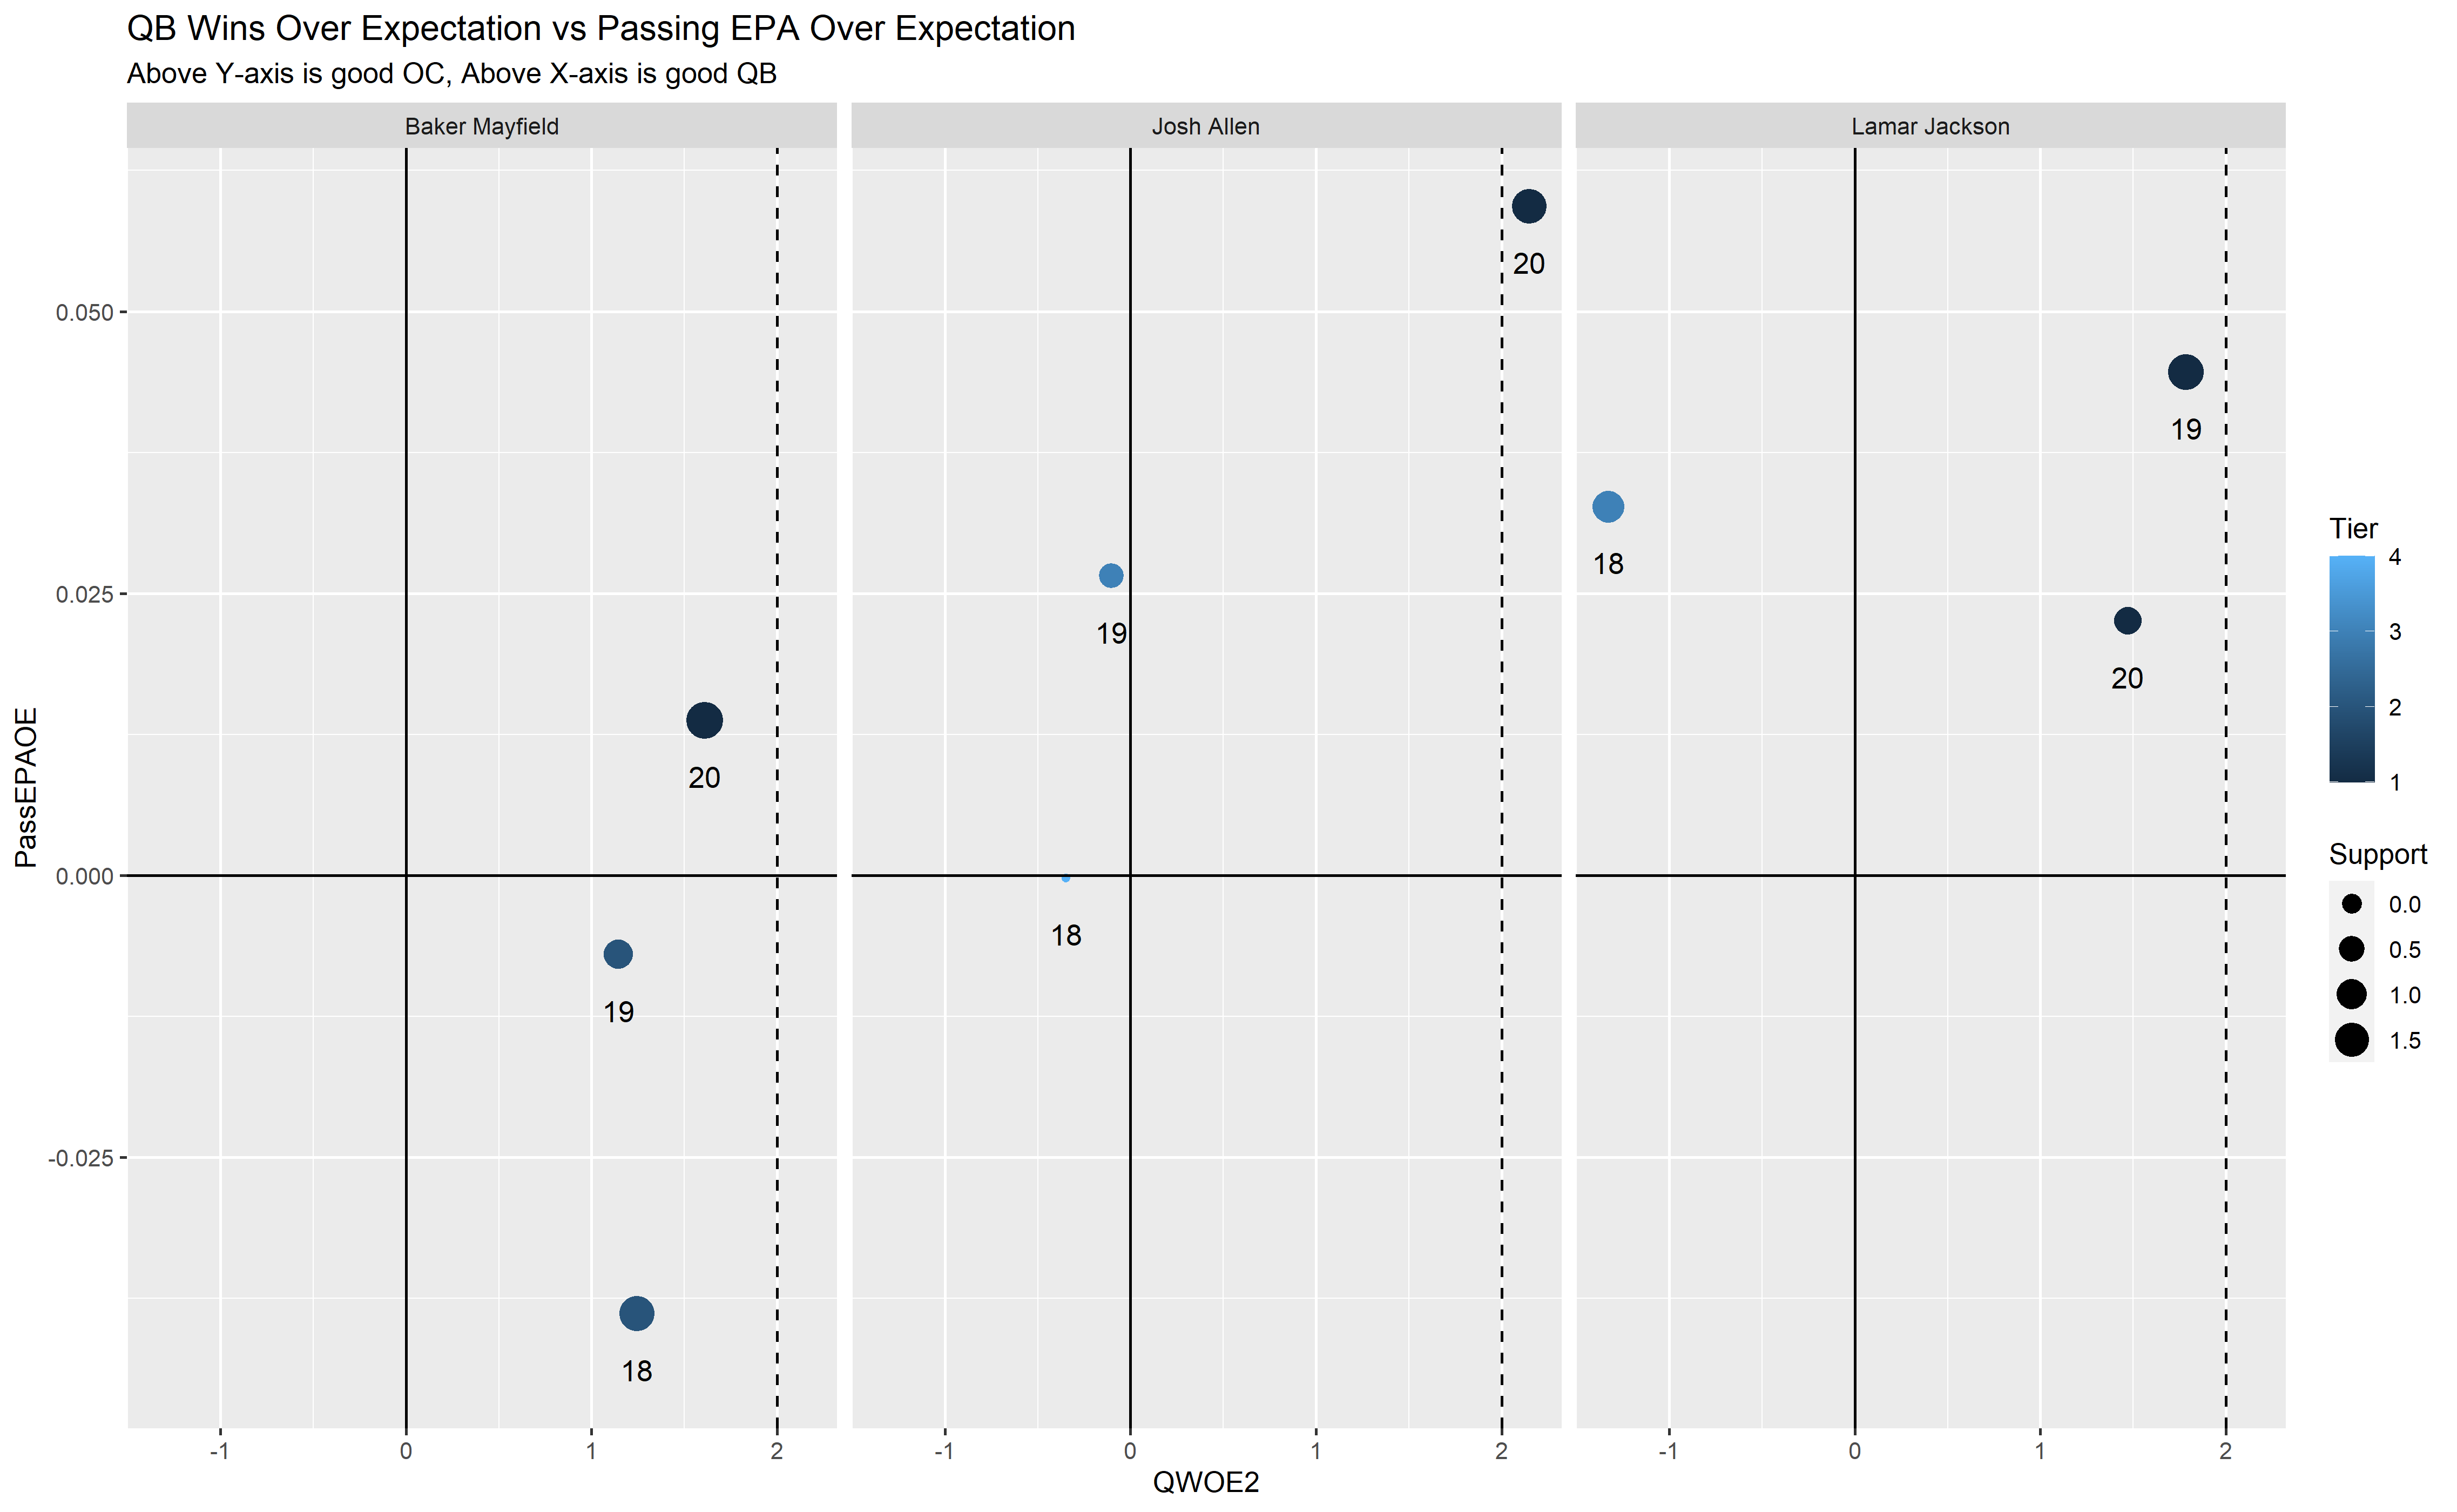 QB Wins Over Expectation vs Passing EPA Over Expectation
Above Y-axis is good OC, Above X-axis is good QB
Baker Mayfield
Josh Allen
Lamar Jackson
PassEPAOE
0.050
0.025
0.000
-0.025
20
19
18
20
19
18
19
18
20
-1 0 1 2
-1 0 1 2
-1 0 1 2
QWOE2
Tier
4
3
2
1
Support
0.0
0.5
1.0
1.5